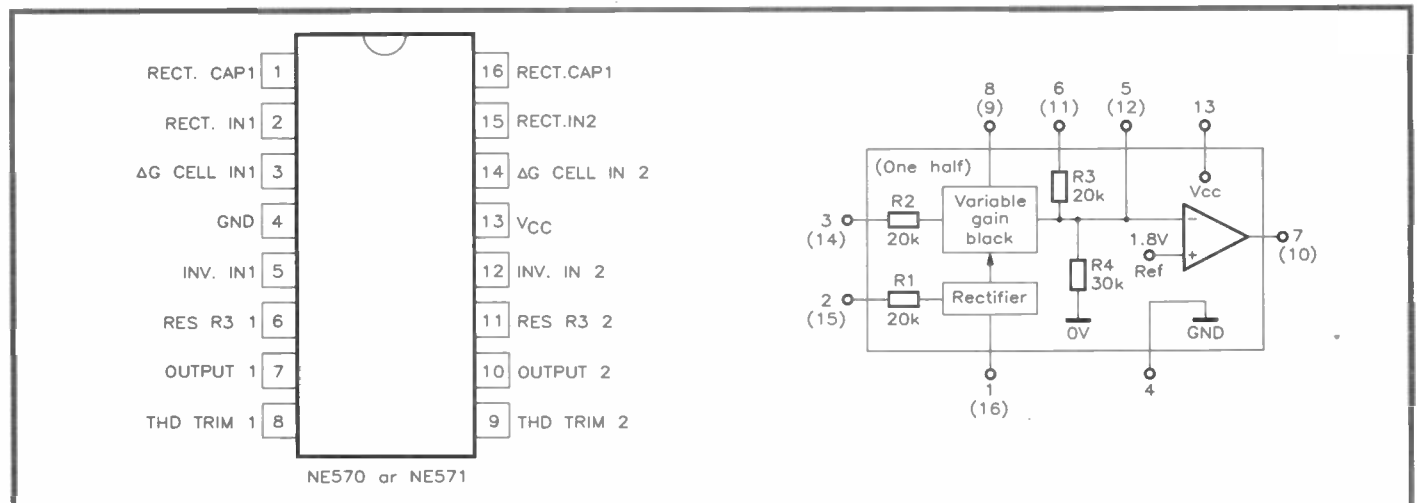 RECT. CAP1 1
RECT. IN1 2
ΔG CELL IN1 3
GND 4
INV. IN1 5
RES R3 1 6
OUTPUT 1 7
THD TRIM 1 8
16 RECT.CAP1
15 RECT.IN2
14 ΔG CELL IN 2
13 VCC
12 INV. IN 2
11 RES R3 2
10 OUTPUT 2
9 THD TRIM 2
NE570 ar NE571
8
(9)
6
(11)
5
(12)
13
(One half)
R3
20k
Vcc
R2
20k
3
(14)
Variable
gain
black
1.8V
Ref
−
+
7
(10)
R4
30k
R1
20k
2
(15)
Rectifier
0V
GND
1
(16)
4